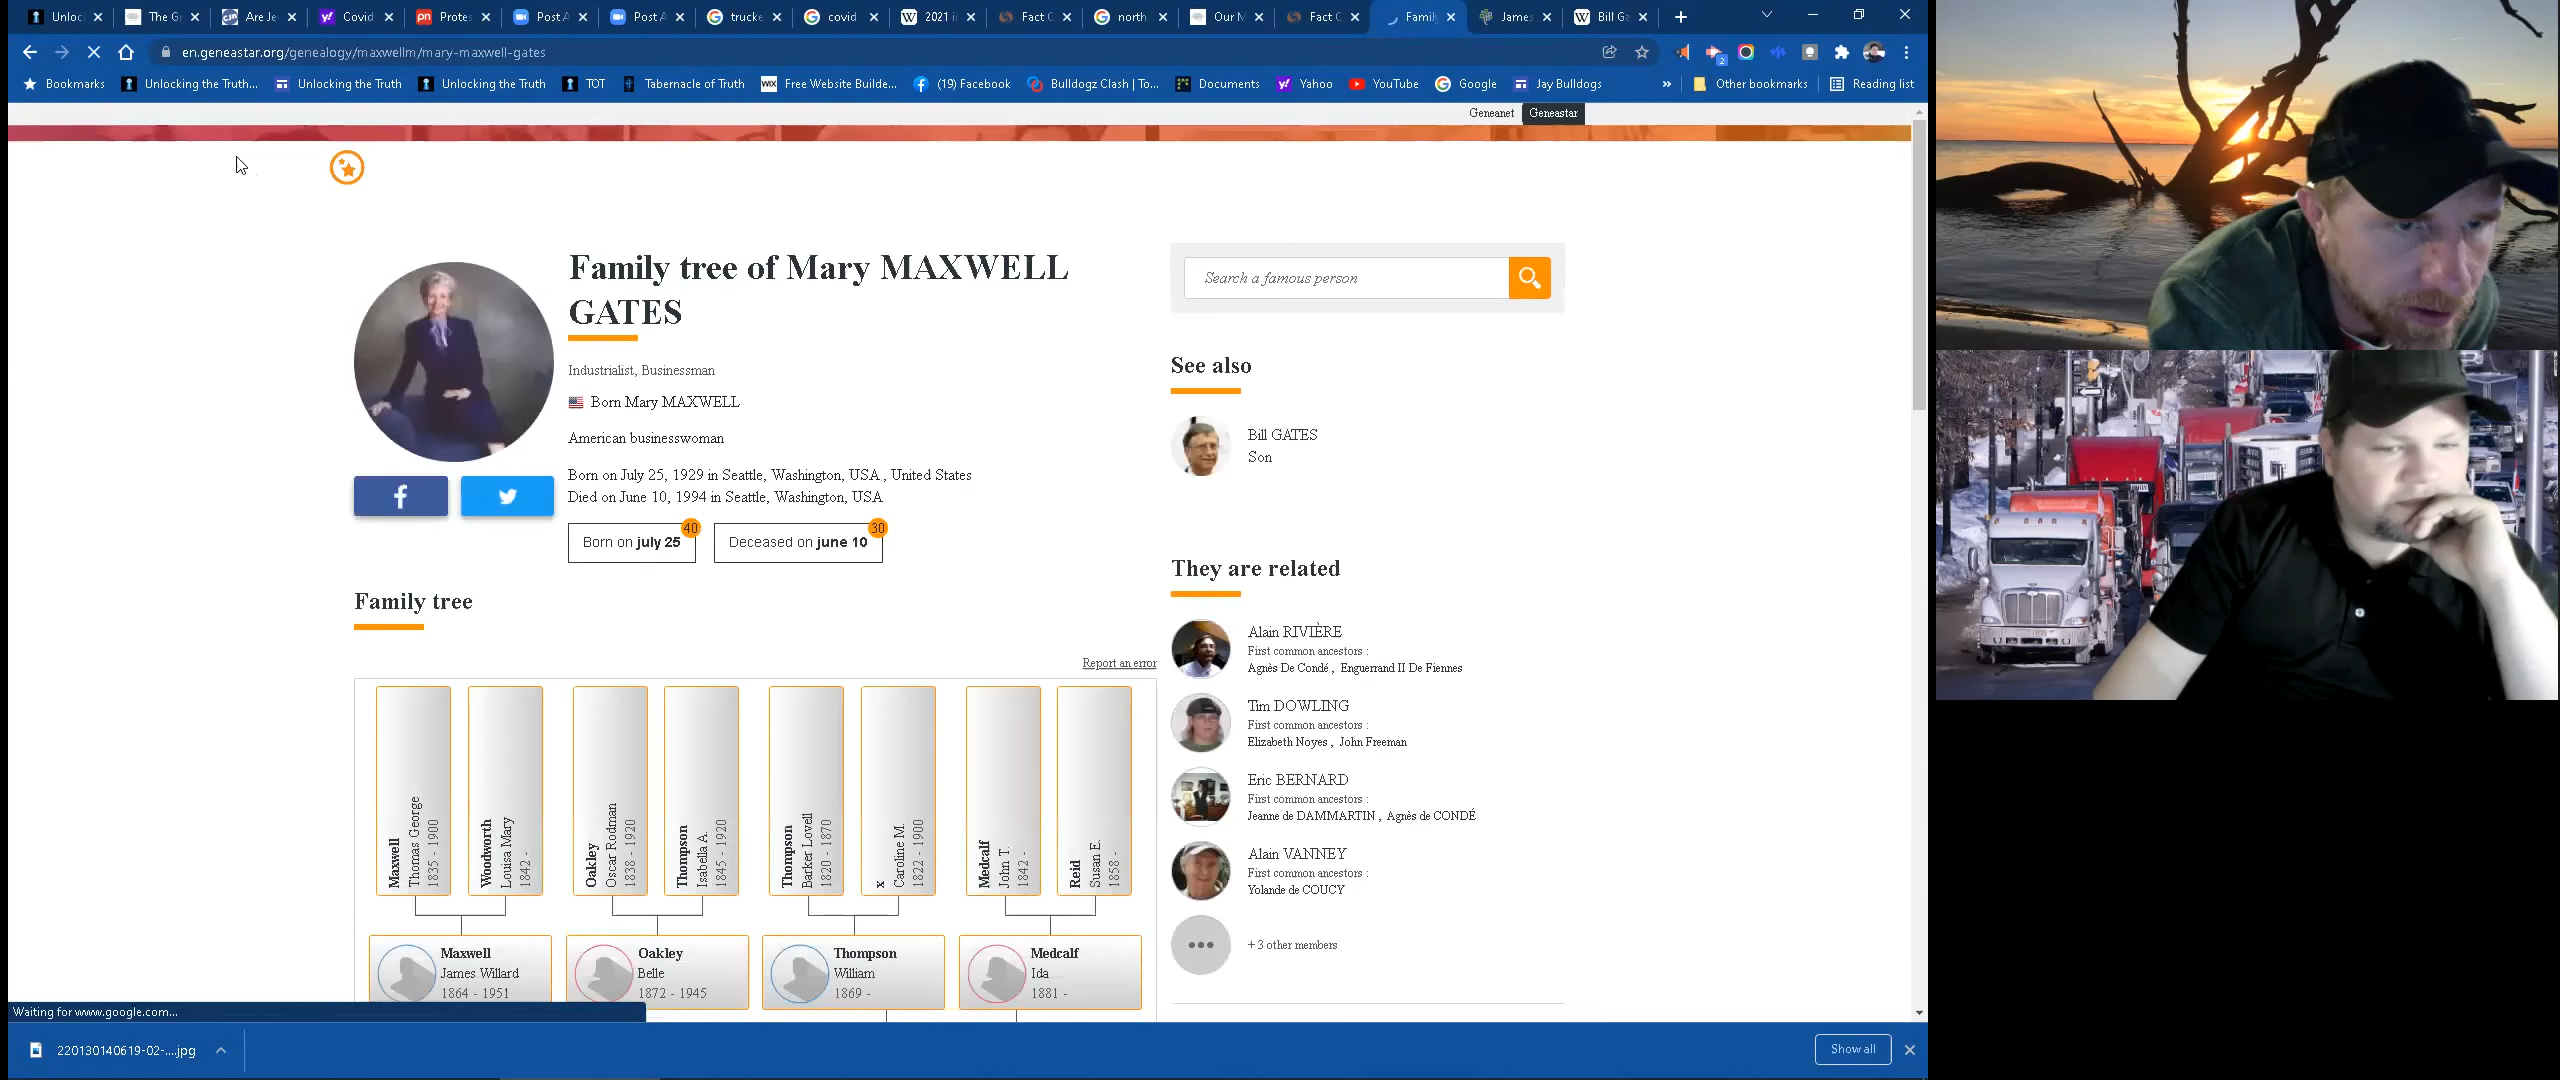 Unlo
The G
Are Je
Covid
Protes
Post A
Post A
trucke
covid
2021 i
Fact C
north
Our M
Fact C
Famil
James
Bill Ga
en.geneastar.org/genealogy/maxwellm/mary-maxwell-gates
2
Bookmarks
Unlocking the Truth...
Unlocking the Truth
Unlocking the Truth
TOT
Tabernacle of Truth
WIX Free Website Builde...
(19) Facebook
Bulldogz Clash | To...
Documents
Yahoo
YouTube
Google
Jay Bulldogs
»
Other bookmarks
Reading list
Geneanet Geneastar
Family tree of Mary MAXWELL
GATES
Industrialist, Businessman
Born Mary MAXWELL
American businesswoman
Born on July 25, 1929 in Seattle, Washington, USA , United States
Died on June 10, 1994 in Seattle, Washington, USA
Born on july 25 40
Deceased on june 10 30
Family tree
Report an error
Maxwell
Thomas George
1835 - 1900
Woodworth
Louisa Mary
1842 -
Oakley
Oscar Rodman
1838 - 1920
Thompson
Isabella A.
1845 - 1920
Thompson
Barker Lovell
1820 - 1870
x
Caroline M.
1822 - 1900
Medcalf
John T.
1842 -
Reid
Susan E.
1858 -
Maxwell
James Willard
1864 - 1951
Oakley
Belle
1872 - 1945
Thompson
William
1869 -
Medcalf
Ida
1881 -
Search a famous person
See also
Bill GATES
Son
They are related
Alain RIVIÈRE
First common ancestors :
Agnès De Condé , Enguerrand II De Fiennes
Tim DOWLING
First common ancestors :
Elizabeth Noyes , John Freeman
Eric BERNARD
First common ancestors :
Jeanne de DAMMARTIN , Agnès de CONDÉ
Alain VANNEY
First common ancestors :
Yolande de COUCY
+ 3 other members
Waiting for www.google.com...
220130140619-02-....jpg
Show all